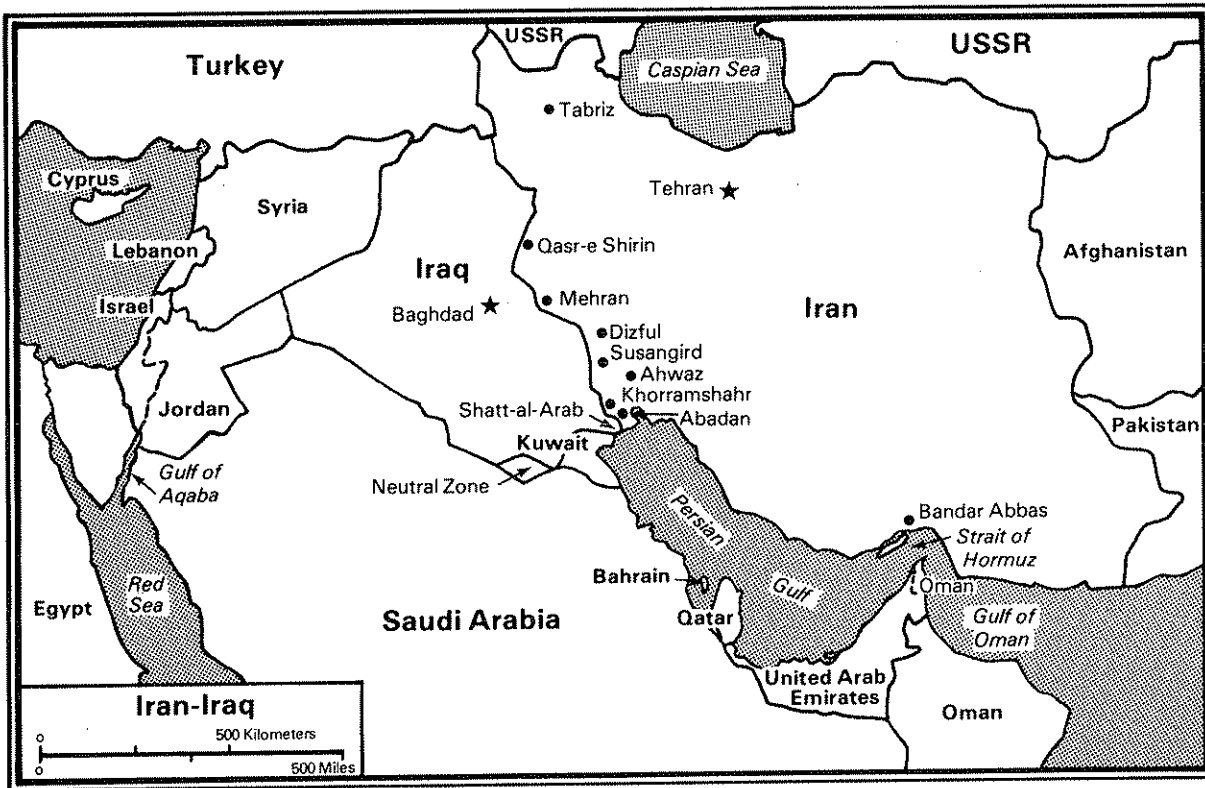 USSR
USSR
Turkey
Caspian Sea
Tabriz
Cyprus
Tehran
Syria
Lebanon
Qasr-e Shirin
Afghanistan
Iraq
Israel
Mehran
Iran
Baghdad
Dizful
Susangird
Ahwaz
Jordan
Khorramshahr
Shatt-al-Arab
Abadan
Pakistan
Kuwait
Gulf of
Aqaba
Neutral Zone
Persian
Gulf
Bandar Abbas
Strait of
Hormuz
Bahrain
Oman
Red
Sea
Egypt
Saudi Arabia
Qatar
Gulf of
Oman
United Arab
Emirates
Oman
Iran-Iraq
0
500 Kilometers
0
500 Miles